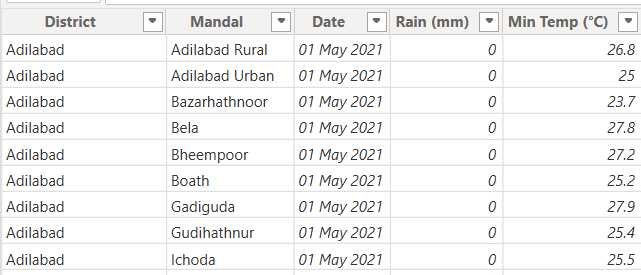 District Mandal Date Rain (mm) Min Temp (°C)
Adilabad Adilabad Rural 01 May 2021 0 26.8
Adilabad Adilabad Urban 01 May 2021 0 25
Adilabad Bazarhathnoor 01 May 2021 0 23.7
Adilabad Bela 01 May 2021 0 27.8
Adilabad Bheempoor 01 May 2021 0 27.2
Adilabad Boath 01 May 2021 0 25.2
Adilabad Gadiguda 01 May 2021 0 27.9
Adilabad Gudihathnur 01 May 2021 0 25.4
Adilabad Ichoda 01 May 2021 0 25.5